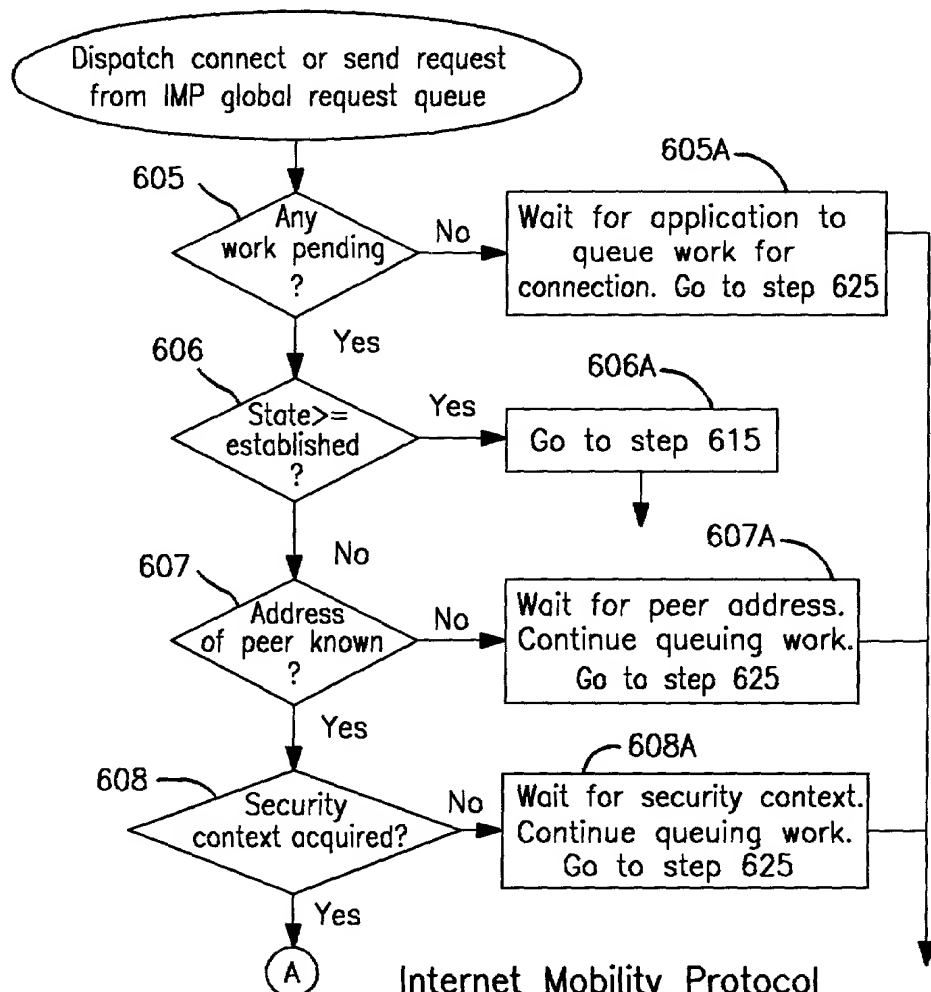 Dispatch connect or send request
from IMP global request queue
605
Any
work pending
?
No
605A
Wait for application to
queue work for
connection. Go to step 625
Yes
606
State>=
established
?
Yes
606A
Go to step 615
No
607
Address
of peer known
?
No
607A
Wait for peer address.
Continue queuing work.
Go to step 625
Yes
608
Security
context acquired?
No
608A
Wait for security context.
Continue queuing work.
Go to step 625
Yes
A
Internet Mobility Protocol